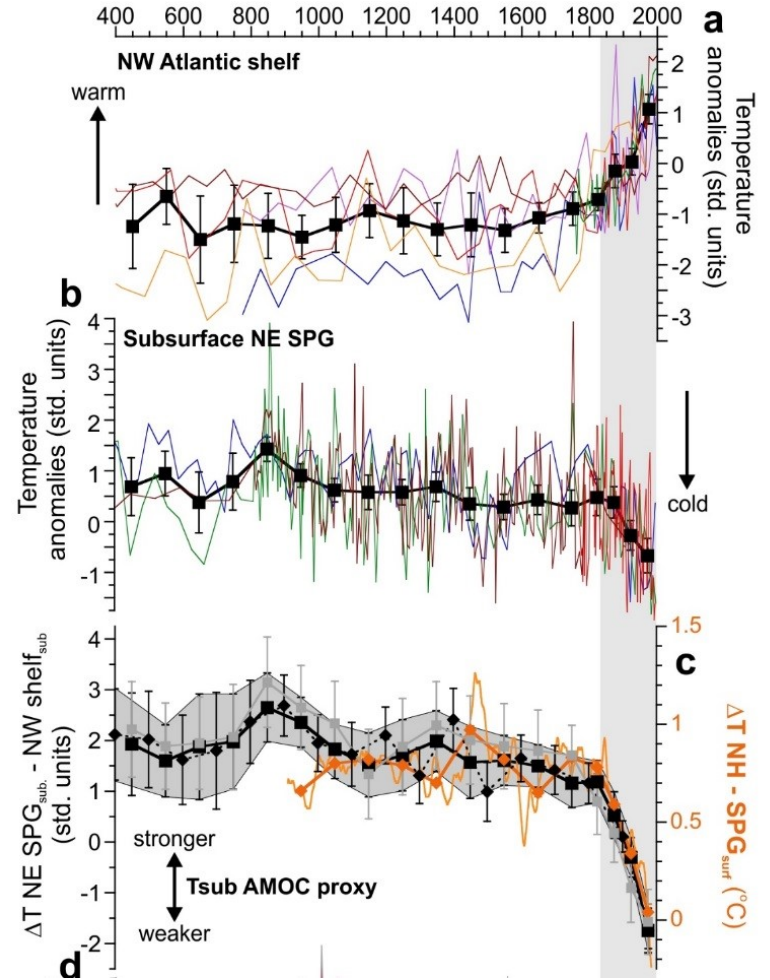 400 600 800 1000 1200 1400 1600 1800 2000
a
NW Atlantic shelf
warm
2
1
0
-1
-2
-3
Temperature
anomalies (std. units)
b
Subsurface NE SPG
4
3
2
1
0
-1
Temperature
anomalies (std. units)
cold
c
4
3
2
1
0
-1
-2
ΔT NE SPGsub. - NW shelfsub
(std. units)
stronger
Tsub AMOC proxy
weaker
1.5
1
0.5
0
ΔT NH - SPGsurf (°C)
d